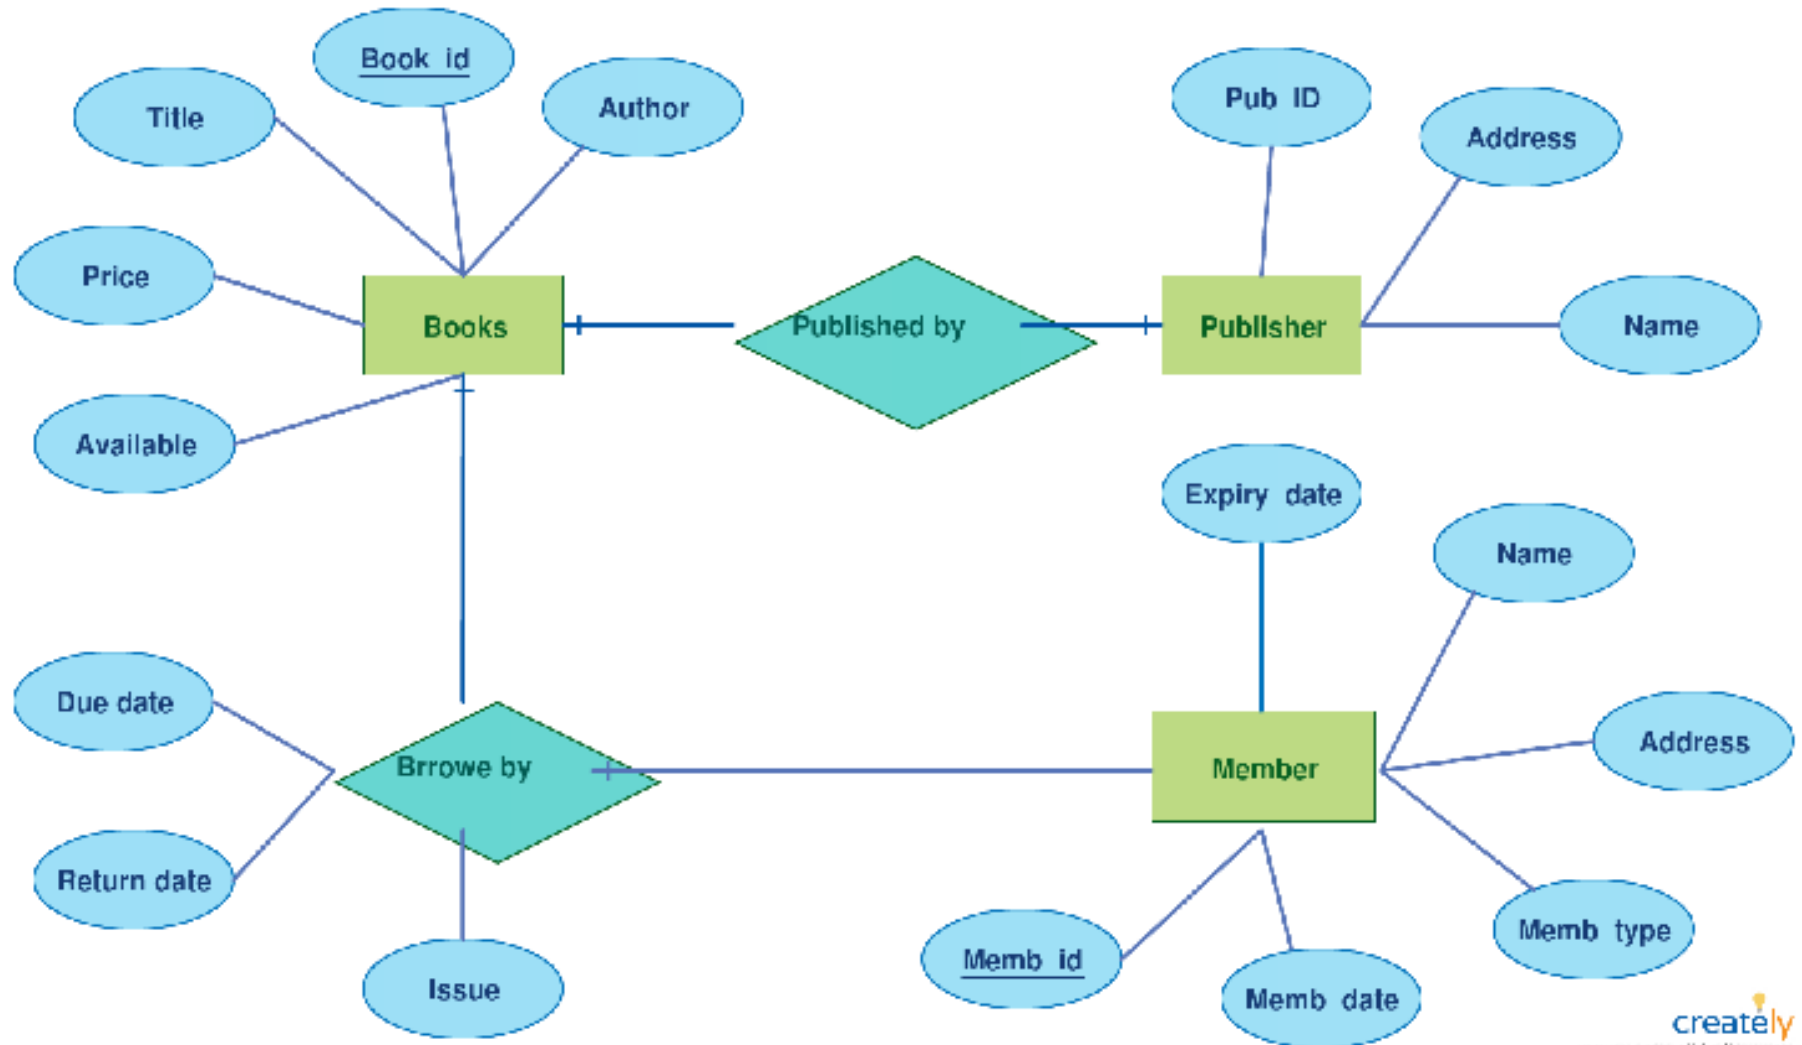 Book id
Title
Author
Pub ID
Address
Price
Books
Published by
Publisher
Name
Available
Expiry date
Name
Due date
Brrowe by
Member
Address
Return date
Memb type
Issue
Memb id
Memb date
creately